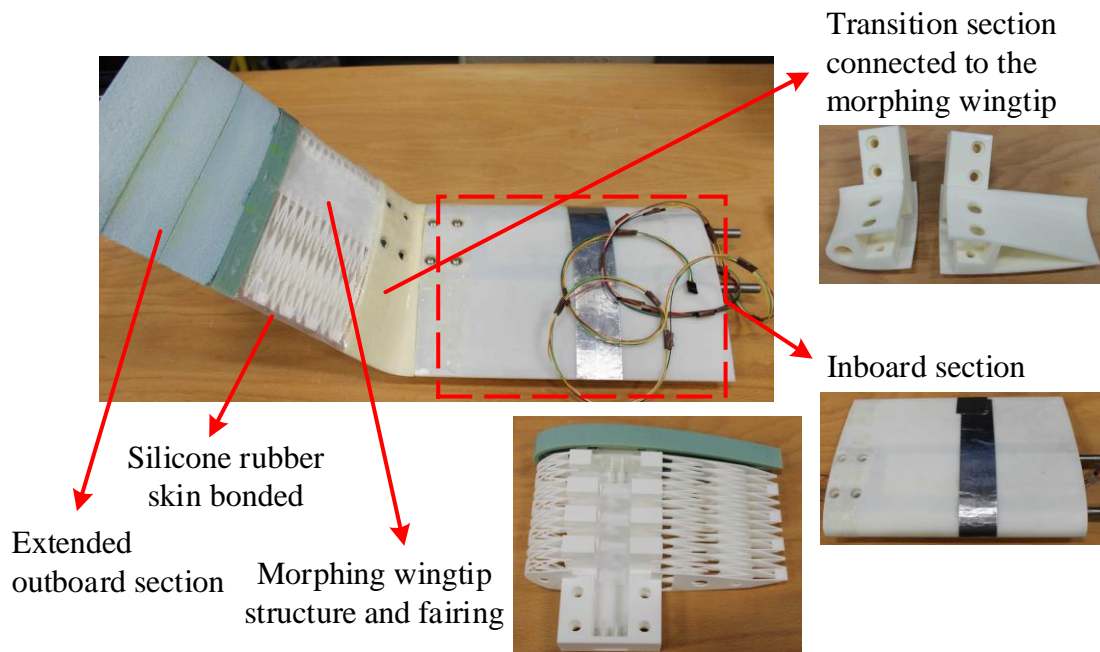 Transition section
connected to the
morphing wingtip
Inboard section
Silicone rubber
skin bonded
Extended
outboard section
Morphing wingtip
structure and fairing